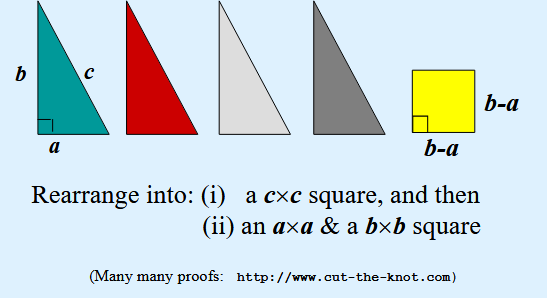 b
c
a
b-a
b-a
Rearrange into: (i) a c×c square, and then
(ii) an a×a & a b×b square
(Many many proofs: http://www.cut-the-knot.com)